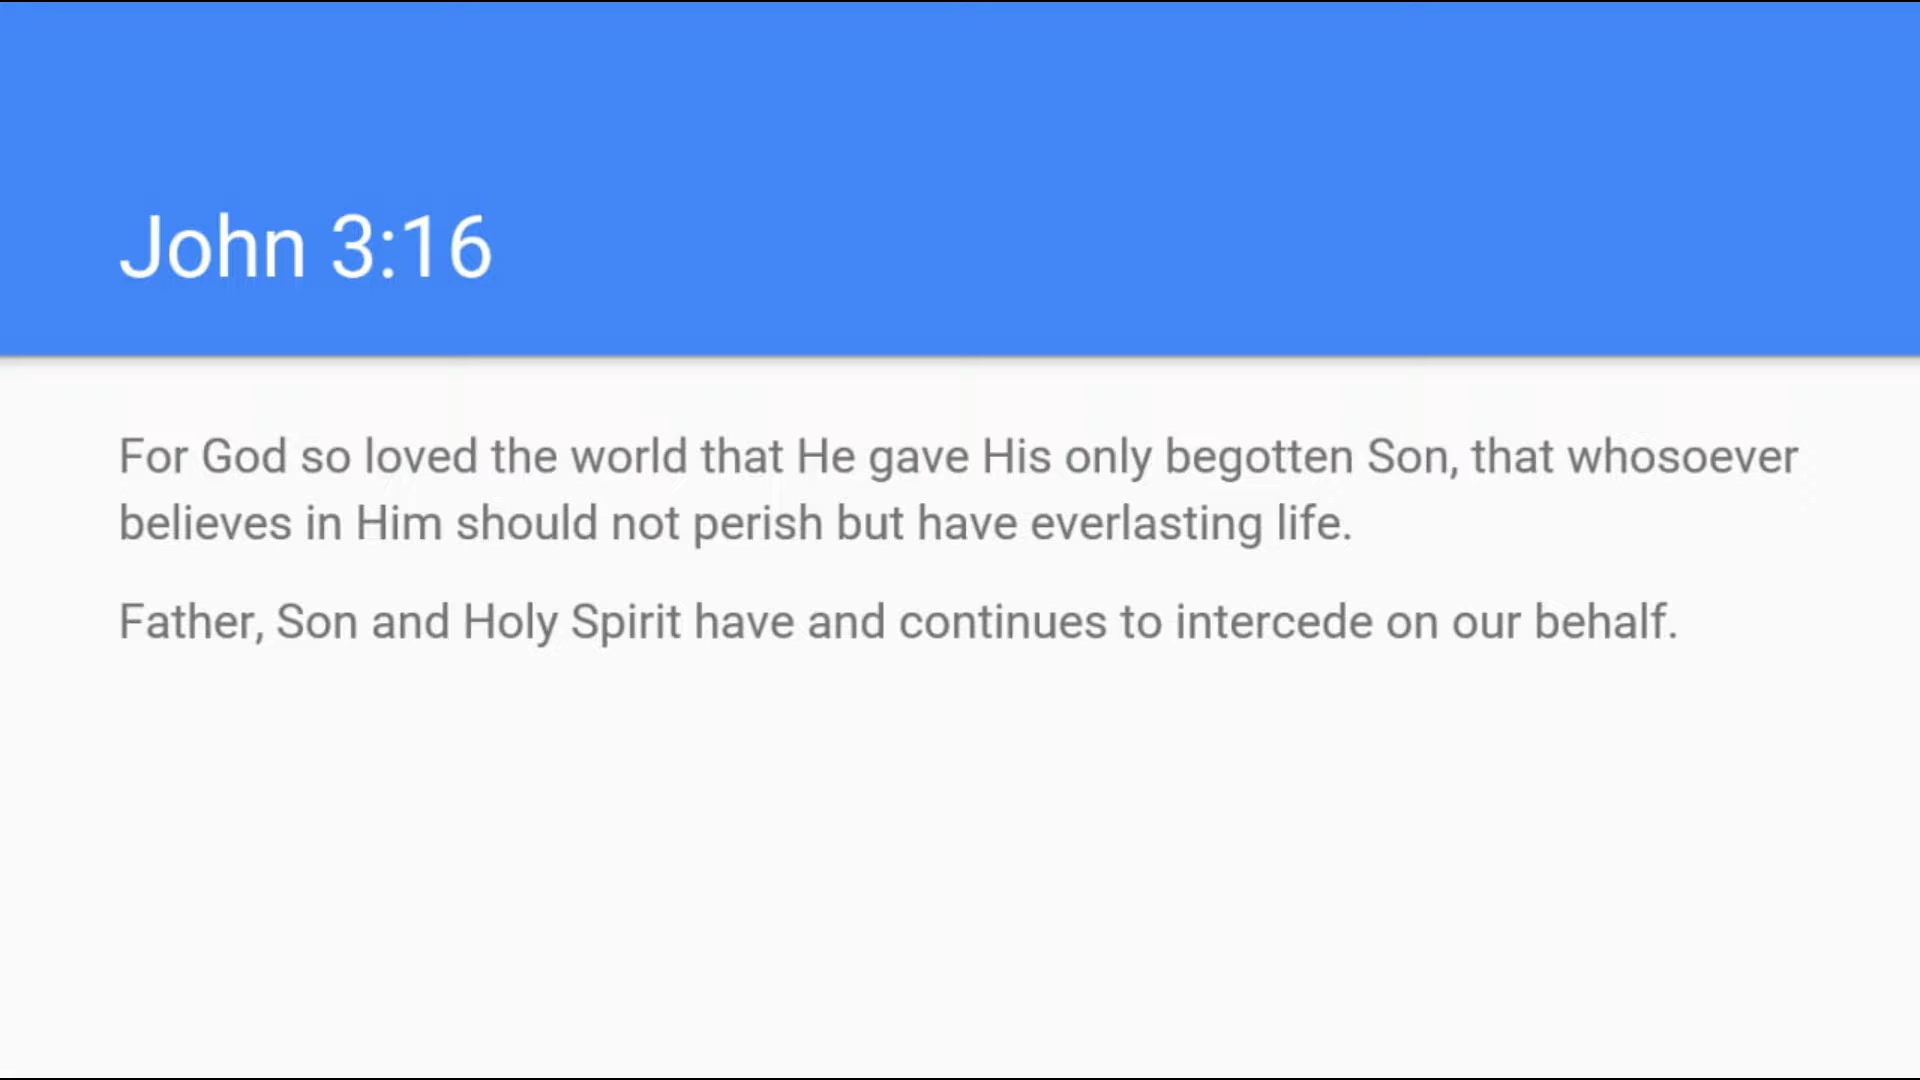 John 3:16
For God so loved the world that He gave His only begotten Son, that whosoever
believes in Him should not perish but have everlasting life.
Father, Son and Holy Spirit have and continues to intercede on our behalf.